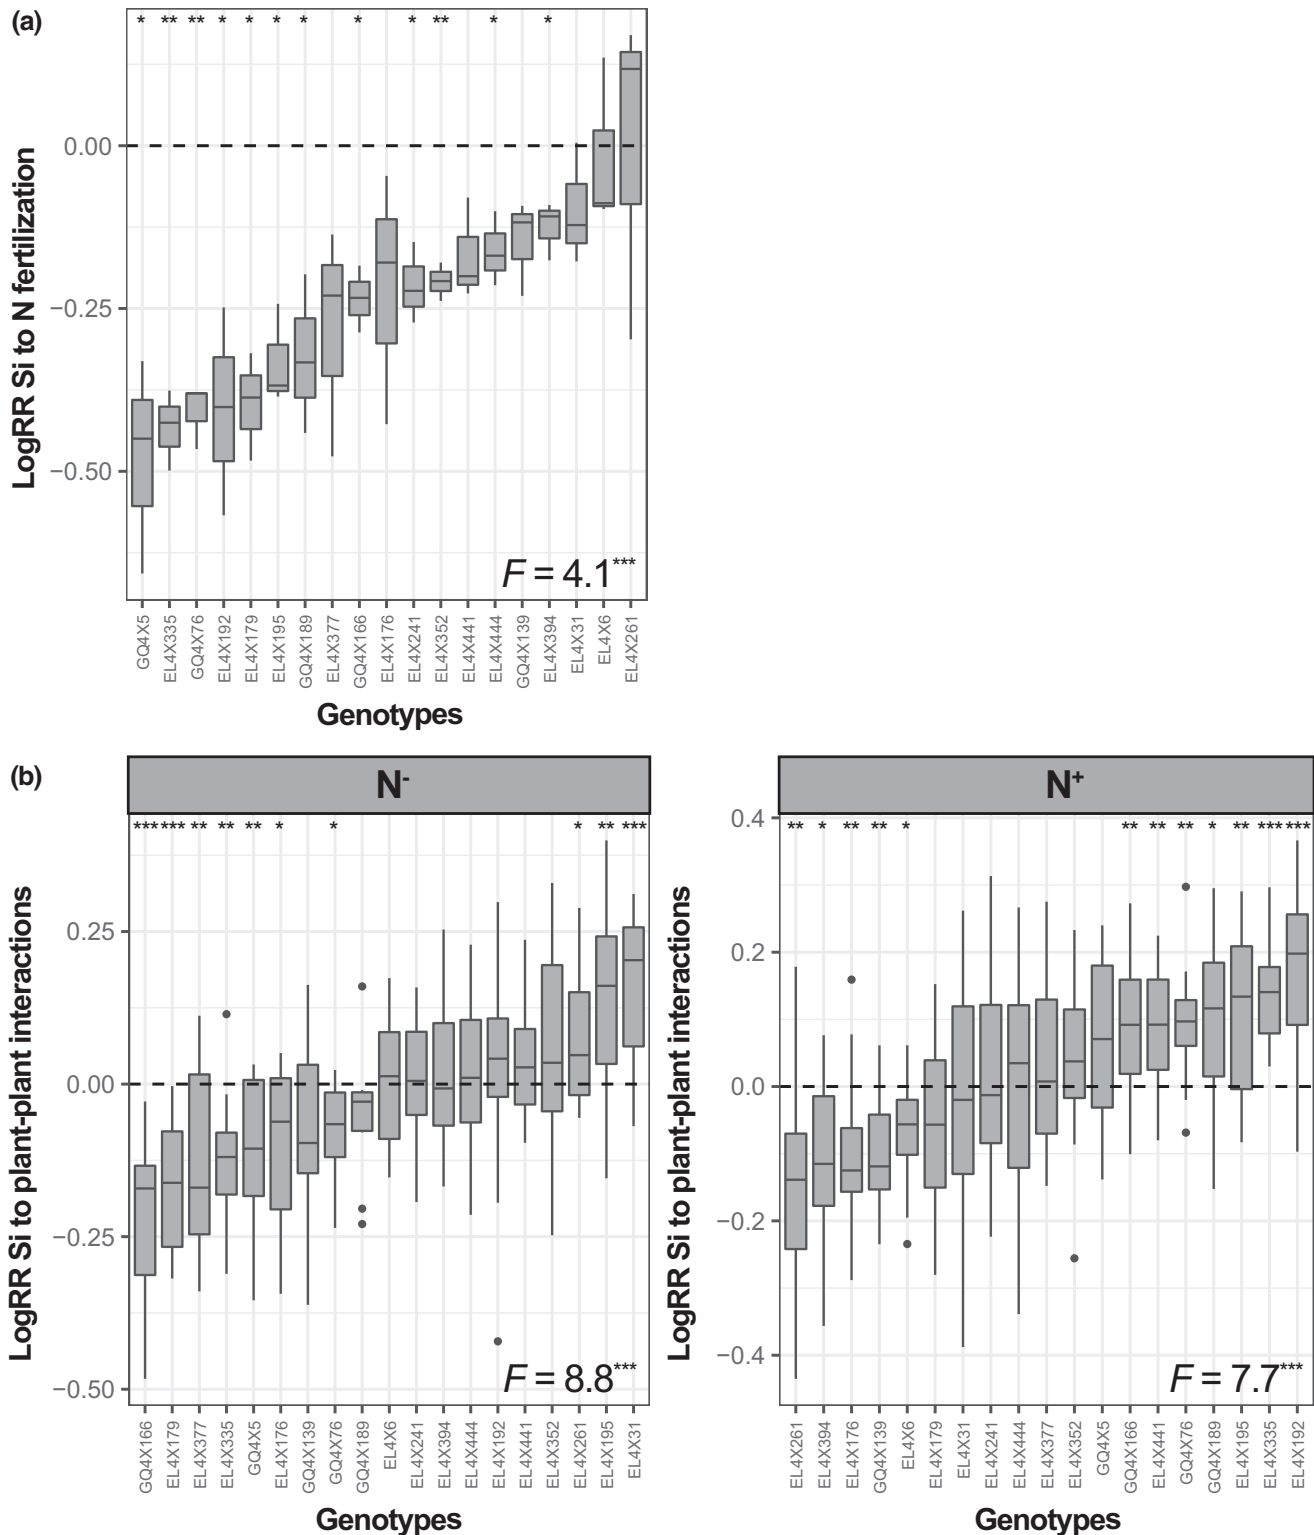 (a)
* ** ** * * * * * * ** * *
LogRR Si to N fertilization
0.00
−0.25
−0.50
F = 4.1***
GQ4X5
EL4X335
GQ4X76
EL4X192
EL4X179
EL4X195
GQ4X189
EL4X377
GQ4X166
EL4X176
EL4X241
EL4X352
EL4X441
EL4X444
GQ4X139
EL4X394
EL4X31
EL4X6
EL4X261
Genotypes
(b)
N-
*** *** ** ** ** * * * ** ***
LogRR Si to plant-plant interactions
0.25
0.00
−0.25
−0.50
F = 8.8***
GQ4X166
EL4X179
EL4X377
EL4X335
GQ4X5
EL4X176
GQ4X139
GQ4X76
GQ4X189
EL4X6
EL4X241
EL4X394
EL4X444
EL4X192
EL4X441
EL4X352
EL4X261
EL4X195
EL4X31
Genotypes
N+
** * ** ** * ** ** ** * ** *** ***
LogRR Si to plant-plant interactions
0.4
0.2
0.0
−0.2
−0.4
F = 7.7***
EL4X261
EL4X394
EL4X176
GQ4X139
EL4X6
EL4X179
EL4X31
EL4X241
EL4X444
EL4X377
EL4X352
GQ4X5
GQ4X166
EL4X441
GQ4X76
GQ4X189
EL4X195
EL4X335
EL4X192
Genotypes